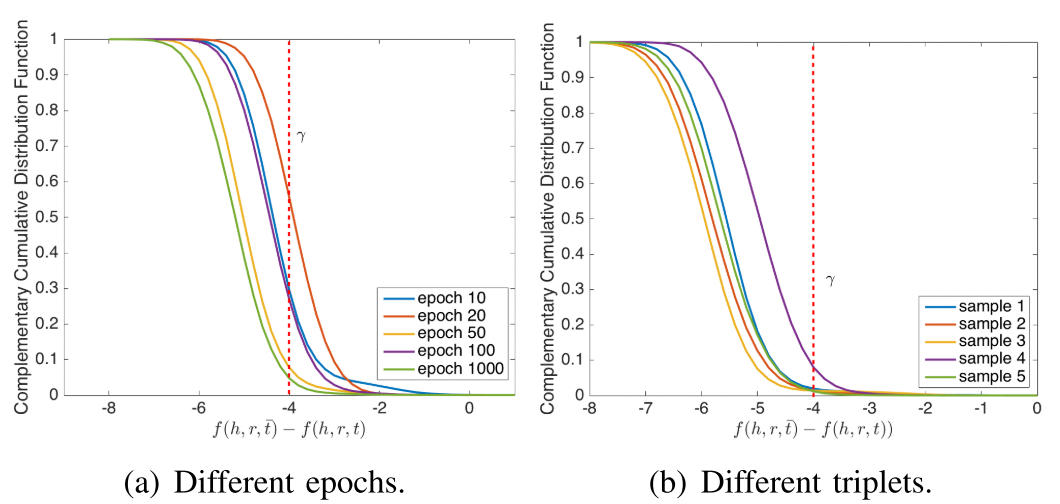 Complementary Cumulative Distribution Function
1
0.9
0.8
0.7
0.6
0.5
0.4
0.3
0.2
0.1
0
-8
-6
-4
-2
0
γ
epoch 10
epoch 20
epoch 50
epoch 100
epoch 1000
f(h, r, t̄) − f(h, r, t)
(a) Different epochs.
Complementary Cumulative Distribution Function
1
0.9
0.8
0.7
0.6
0.5
0.4
0.3
0.2
0.1
0
-8
-7
-6
-5
-4
-3
-2
-1
0
γ
sample 1
sample 2
sample 3
sample 4
sample 5
f(h, r, t̄) − f(h, r, t))
(b) Different triplets.